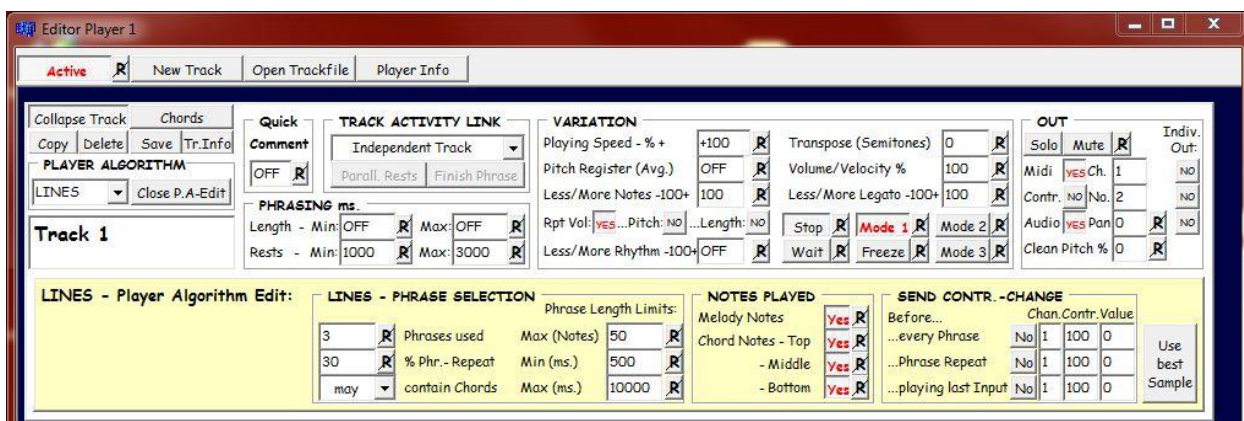 Editor Player 1
Active R New Track Open Trackfile Player Info
Collapse Track Chords
Copy Delete Save Tr.Info
PLAYER ALGORITHM
LINES Close P.A-Edit
Track 1
Quick
Comment
OFF R
TRACK ACTIVITY LINK
Independent Track
Parall. Rests Finish Phrase
PHRASING ms.
Length - Min: OFF R Max: OFF R
Rests - Min: 1000 R Max: 3000 R
VARIATION
Playing Speed - % + +100 R Transpose (Semitones) 0 R
Pitch Register (Avg.) OFF R Volume/Velocity % 100 R
Less/More Notes -100+ 100 R Less/More Legato -100+ 100 R
Rpt Vol: YES ...Pitch: NO ...Length: NO Stop R Mode 1 R Mode 2 R
Less/More Rhythm -100+ OFF R Wait R Freeze R Mode 3 R
OUT
Indiv.
Solo Mute R Out:
Midi YES Ch. 1 NO
Contr. NO No. 2 NO
Audio YES Pan 0 R NO
Clean Pitch % 0 R
LINES - Player Algorithm Edit:
LINES - PHRASE SELECTION
Phrase Length Limits:
3 R Phrases used Max (Notes) 50 R
30 R % Phr.- Repeat Min (ms.) 500 R
may contain Chords Max (ms.) 10000 R
NOTES PLAYED
Melody Notes Yes R
Chord Notes - Top Yes R
- Middle Yes R
- Bottom Yes R
SEND CONTR.-CHANGE
Before... Chan.Contr.Value
...every Phrase No 1 100 0
...Phrase Repeat No 1 100 0
...playing last Input No 1 100 0
Use
best
Sample